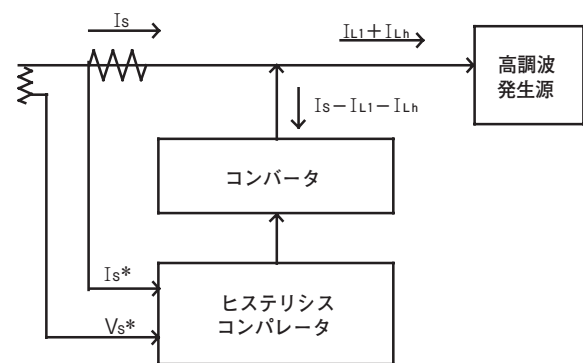 Is
IL1+ILh
高調波
発生源
Is−IL1−ILh
コンバータ
Is*
ヒステリシス
コンパレータ
Vs*